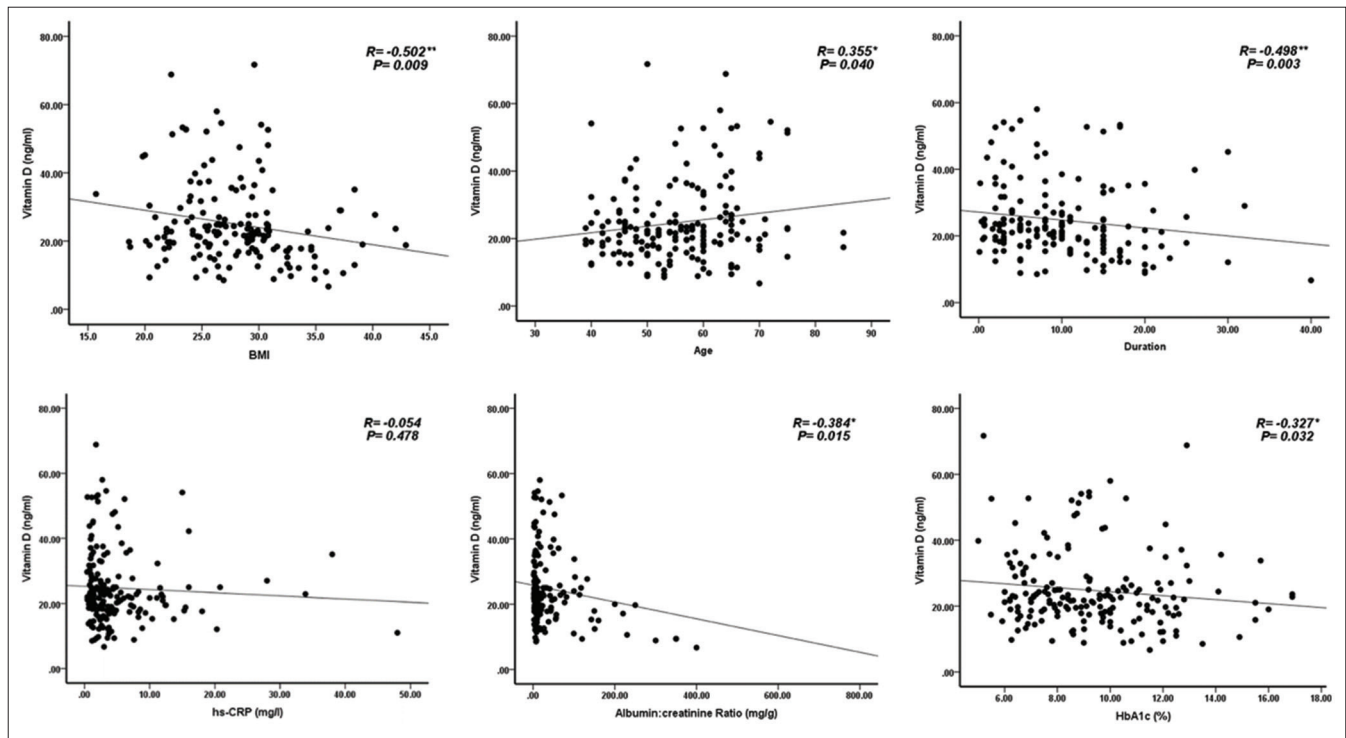 R= -0.502**
P= 0.009
Vitamin D (ng/ml)
80.00
60.00
40.00
20.00
.00
15.0 20.0 25.0 30.0 35.0 40.0 45.0
BMI
R= 0.355*
P= 0.040
Vitamin D (ng/ml)
80.00
60.00
40.00
20.00
.00
30 40 50 60 70 80 90
Age
R= -0.498**
P= 0.003
Vitamin D (ng/ml)
80.00
60.00
40.00
20.00
.00
.00 10.00 20.00 30.00 40.00
Duration
R= -0.054
P= 0.478
Vitamin D (ng/ml)
80.00
60.00
40.00
20.00
.00
.00 10.00 20.00 30.00 40.00 50.00
hs-CRP (mg/l)
R= -0.384*
P= 0.015
Vitamin D (ng/ml)
80.00
60.00
40.00
20.00
.00
.00 200.00 400.00 600.00 800.00
Albumin:creatinine Ratio (mg/g)
R= -0.327*
P= 0.032
Vitamin D (ng/ml)
80.00
60.00
40.00
20.00
.00
6.00 8.00 10.00 12.00 14.00 16.00 18.00
HbA1c (%)